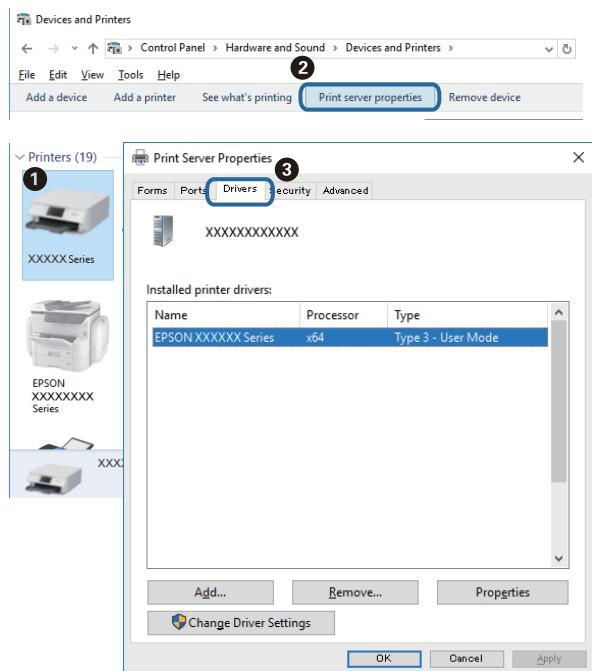 Devices and Printers
Control Panel > Hardware and Sound > Devices and Printers >
2
File Edit View Tools Help
Add a device Add a printer See what's printing Print server properties Remove device
Printers (19)
1
XXXXX Series
EPSON
XXXXXXXX
Series
XXX
Print Server Properties
3
Forms Ports Drivers ecurity Advanced
XXXXXXXXXXXX
Installed printer drivers:
Name Processor Type
EPSON XXXXXX Series x64 Type 3 - User Mode
Add... Remove... Properties
Change Driver Settings
OK Cancel Apply